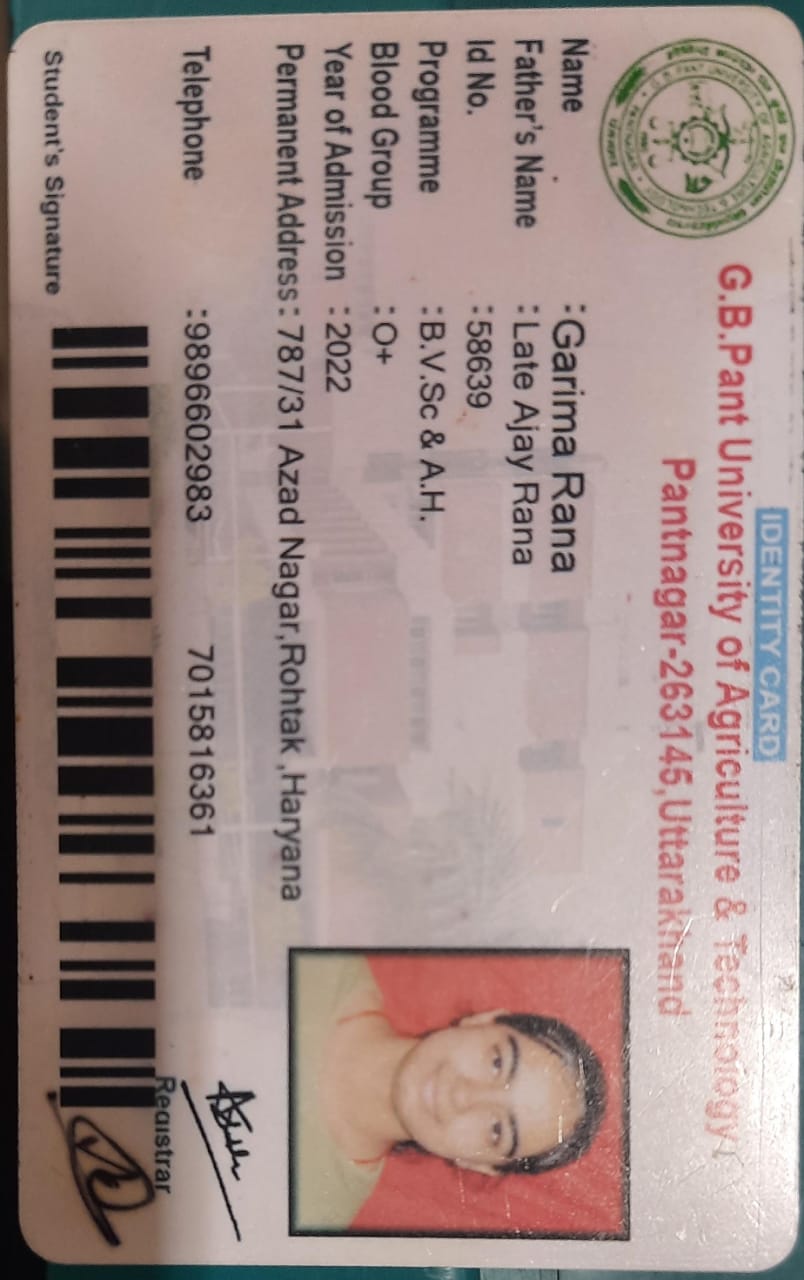 IDENTITY CARD
G.B.Pant University of Agriculture & Technology
Pantnagar-263145,Uttarakhand
Name : Garima Rana
Father's Name : Late Ajay Rana
Id No. : 58639
Programme : B.V.Sc & A.H.
Blood Group : O+
Year of Admission : 2022
Permanent Address : 787/31 Azad Nagar,Rohtak ,Haryana
Telephone : 9896602983 7015816361
Registrar
Student's Signature